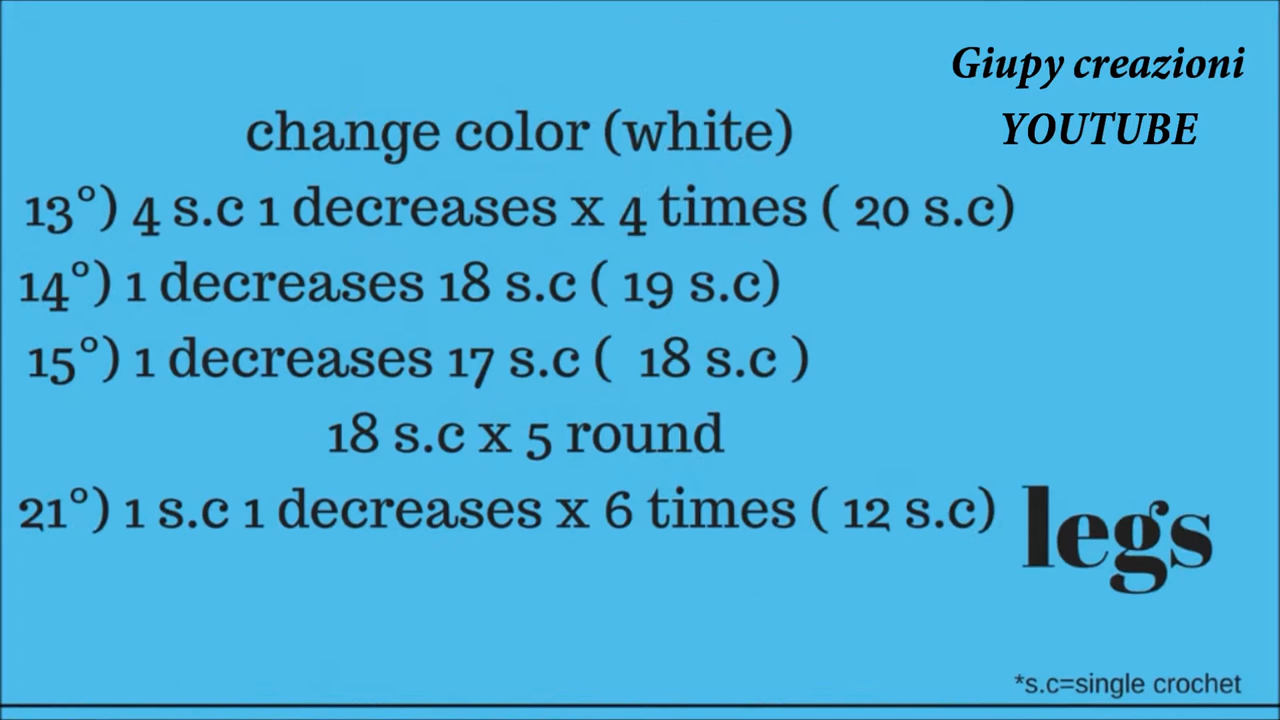 Giupy creazioni
YOUTUBE
change color (white)
13°) 4 s.c 1 decreases x 4 times ( 20 s.c)
14°) 1 decreases 18 s.c ( 19 s.c)
15°) 1 decreases 17 s.c (  18 s.c )
18 s.c x 5 round
21°) 1 s.c 1 decreases x 6 times ( 12 s.c)
legs
*s.c=single crochet